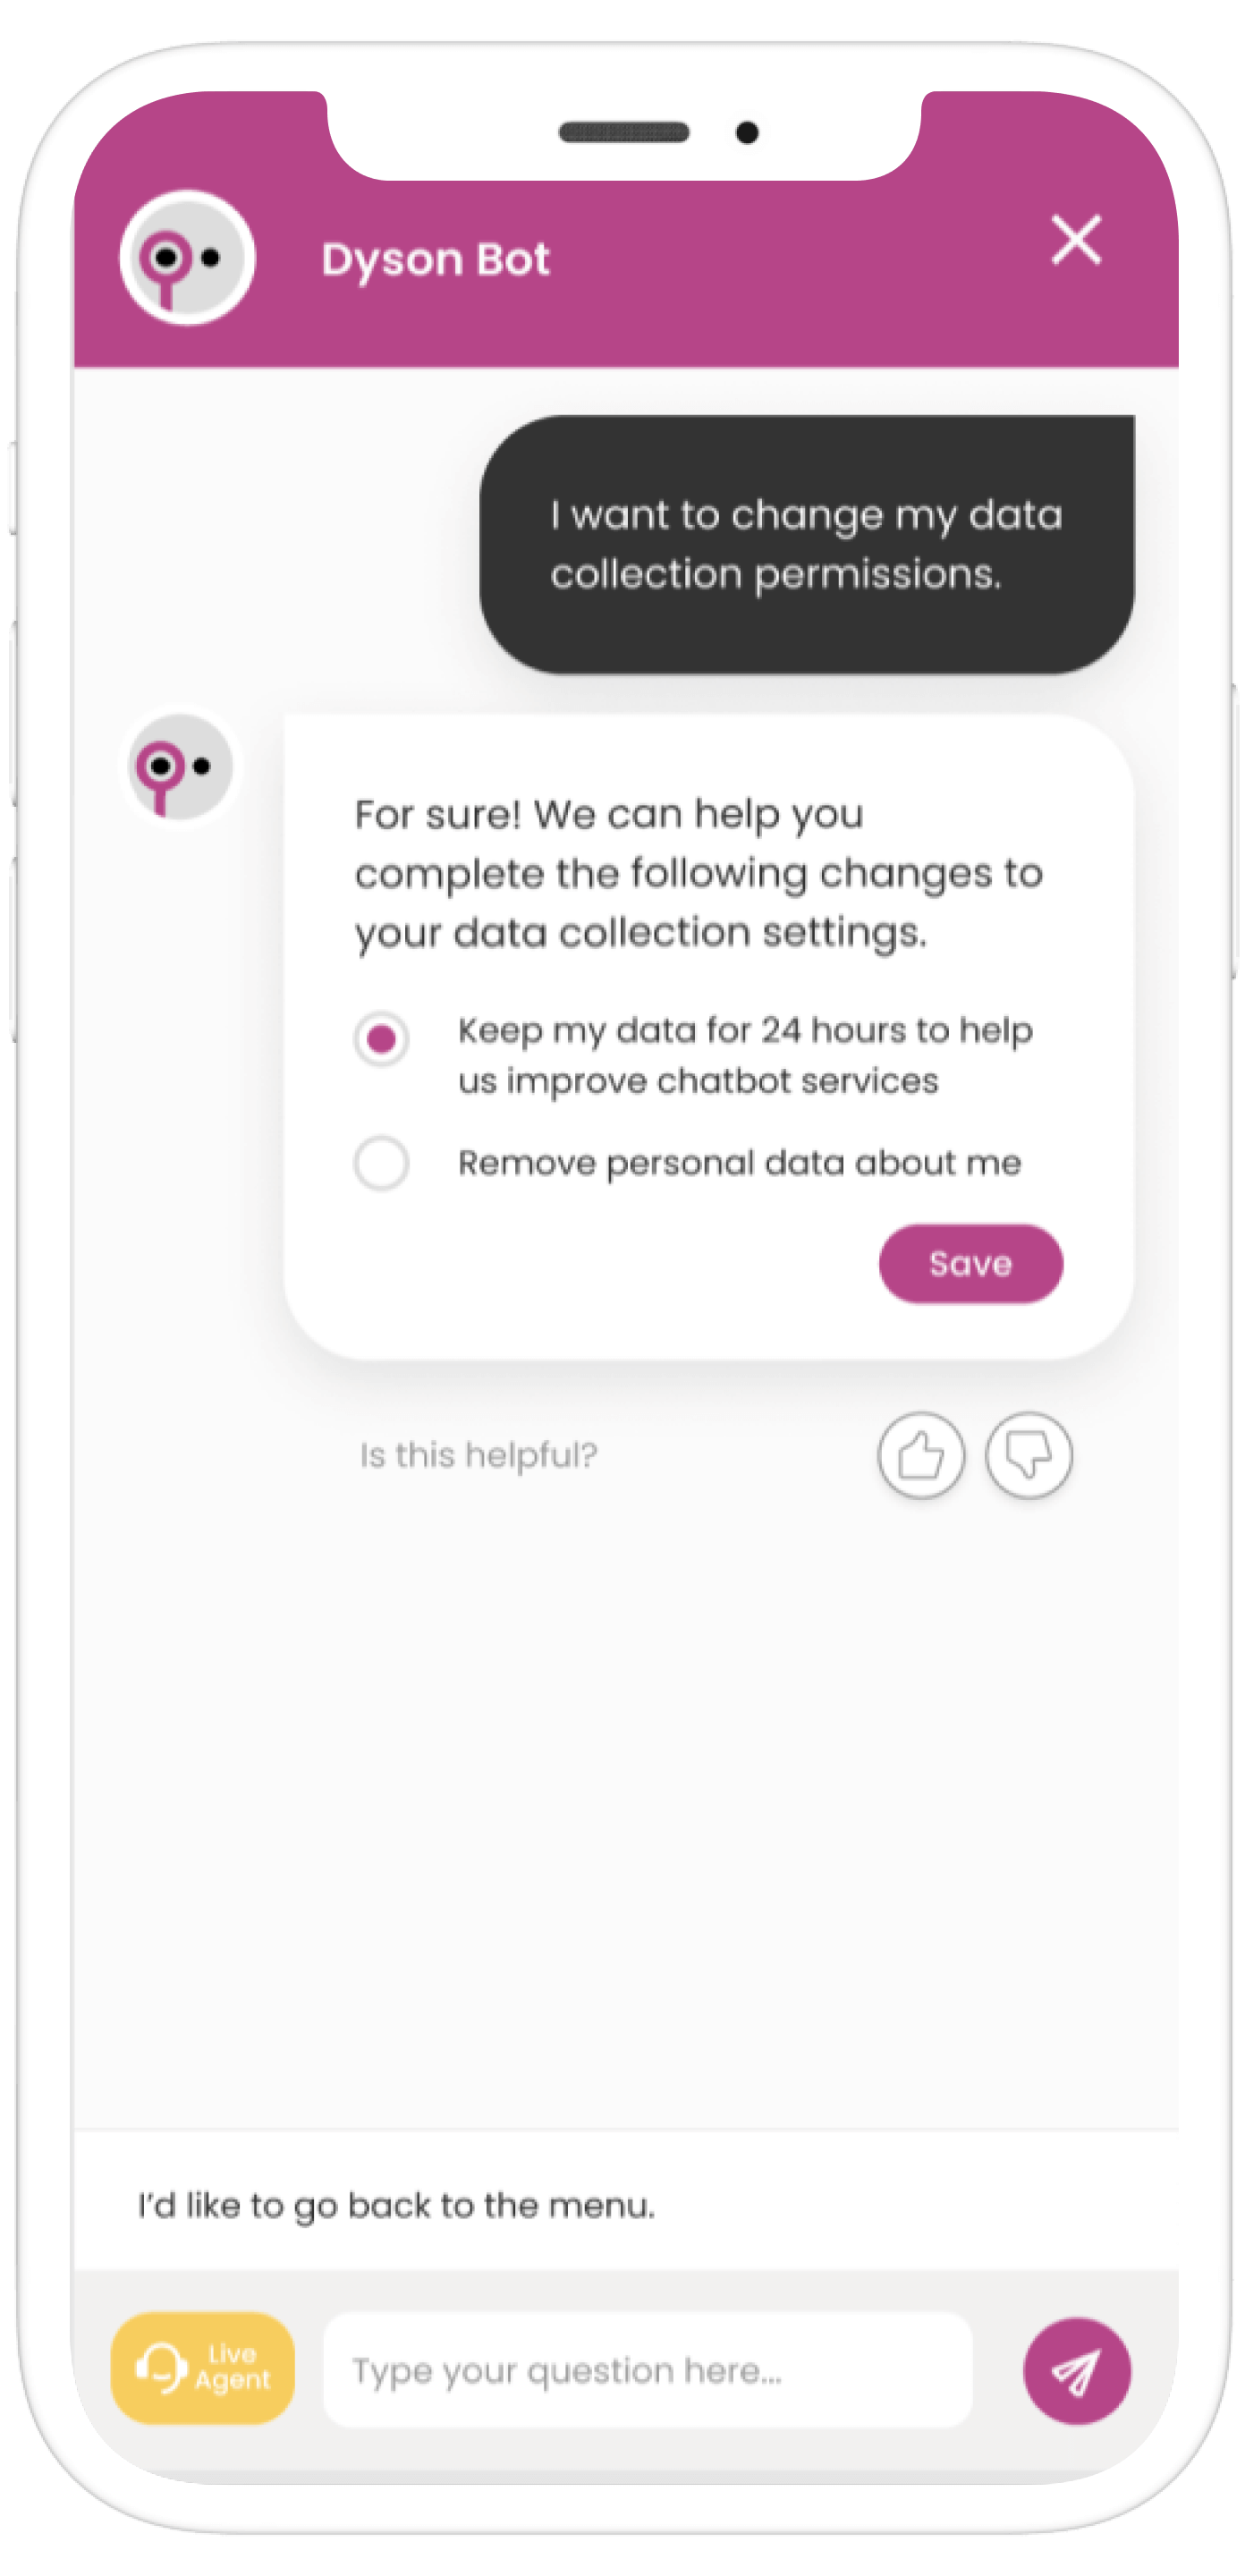 Dyson Bot
I want to change my data
collection permissions.
For sure! We can help you
complete the following changes to
your data collection settings.
Keep my data for 24 hours to help
us improve chatbot services
Remove personal data about me
Save
Is this helpful?
I’d like to go back to the menu.
Live
Agent
Type your question here...